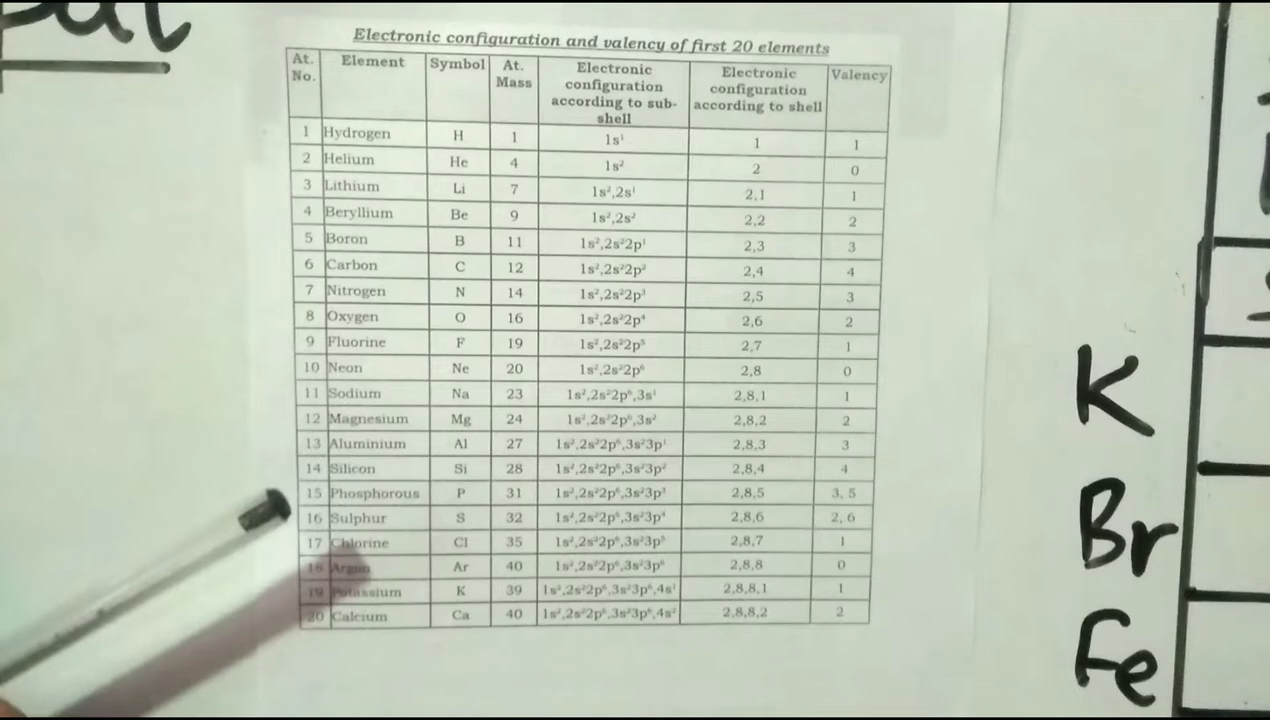 Electronic configuration and valency of first 20 elements
At. No. Element Symbol At. Mass Electronic configuration according to sub-shell Electronic configuration according to shell Valency
1 Hydrogen H 1 1s¹ 1 1
2 Helium He 4 1s² 2 0
3 Lithium Li 7 1s²,2s¹ 2,1 1
4 Beryllium Be 9 1s²,2s² 2,2 2
5 Boron B 11 1s²,2s²2p¹ 2,3 3
6 Carbon C 12 1s²,2s²2p² 2,4 4
7 Nitrogen N 14 1s²,2s²2p³ 2,5 3
8 Oxygen O 16 1s²,2s²2p⁴ 2,6 2
9 Fluorine F 19 1s²,2s²2p⁵ 2,7 1
10 Neon Ne 20 1s²,2s²2p⁶ 2,8 0
11 Sodium Na 23 1s²,2s²2p⁶,3s¹ 2,8,1 1
12 Magnesium Mg 24 1s²,2s²2p⁶,3s² 2,8,2 2
13 Aluminium Al 27 1s²,2s²2p⁶,3s²3p¹ 2,8,3 3
14 Silicon Si 28 1s²,2s²2p⁶,3s²3p² 2,8,4 4
15 Phosphorous P 31 1s²,2s²2p⁶,3s²3p³ 2,8,5 3, 5
16 Sulphur S 32 1s²,2s²2p⁶,3s²3p⁴ 2,8,6 2, 6
17 Chlorine Cl 35 1s²,2s²2p⁶,3s²3p⁵ 2,8,7 1
18 Argon Ar 40 1s²,2s²2p⁶,3s²3p⁶ 2,8,8 0
19 Potassium K 39 1s²,2s²2p⁶,3s²3p⁶,4s¹ 2,8,8,1 1
20 Calcium Ca 40 1s²,2s²2p⁶,3s²3p⁶,4s² 2,8,8,2 2
K
Br
Fe